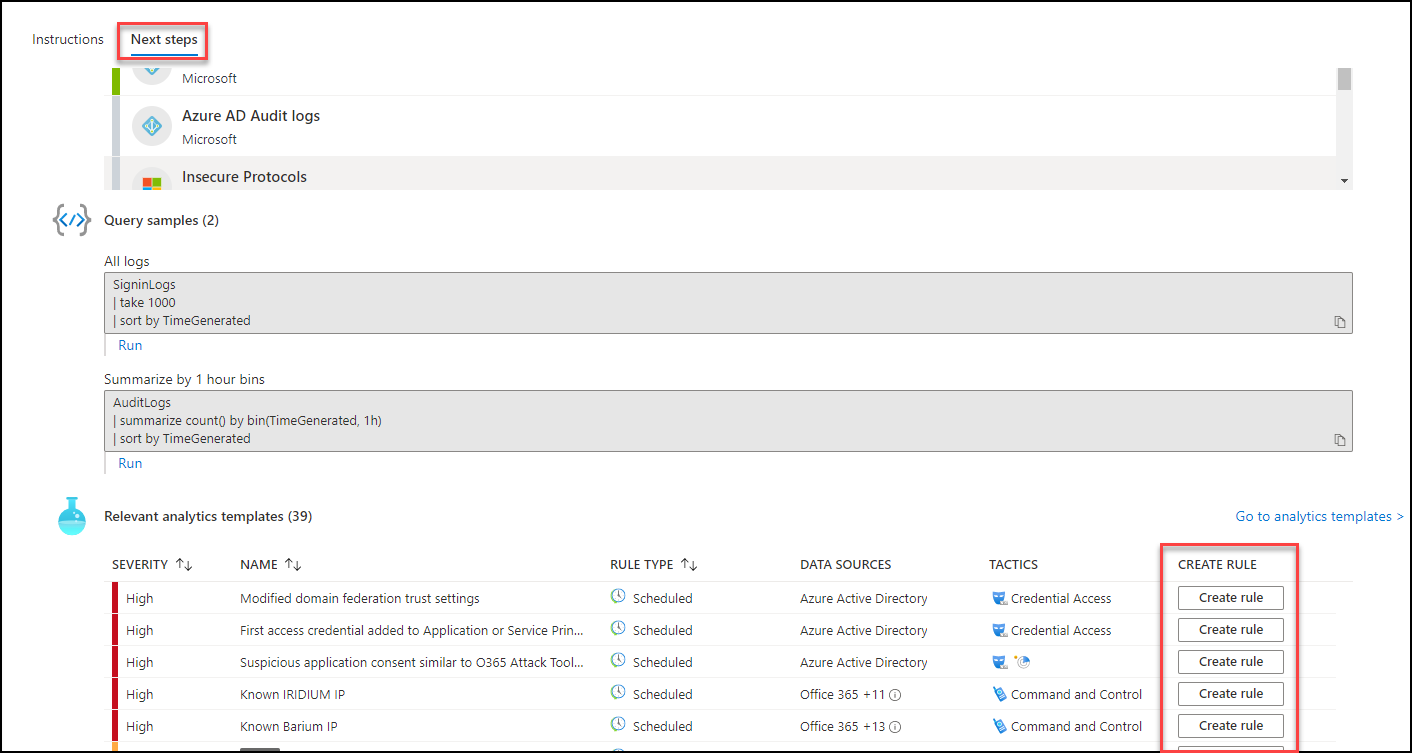 Instructions Next steps
Microsoft
Azure AD Audit logs
Microsoft
Insecure Protocols
Query samples (2)
All logs
SigninLogs
| take 1000
| sort by TimeGenerated
Run
Summarize by 1 hour bins
AuditLogs
| summarize count() by bin(TimeGenerated, 1h)
| sort by TimeGenerated
Run
Relevant analytics templates (39) Go to analytics templates >
SEVERITY NAME RULE TYPE DATA SOURCES TACTICS CREATE RULE
High Modified domain federation trust settings Scheduled Azure Active Directory Credential Access Create rule
High First access credential added to Application or Service Prin... Scheduled Azure Active Directory Credential Access Create rule
High Suspicious application consent similar to O365 Attack Tool... Scheduled Azure Active Directory Create rule
High Known IRIDIUM IP Scheduled Office 365 +11 Command and Control Create rule
High Known Barium IP Scheduled Office 365 +13 Command and Control Create rule